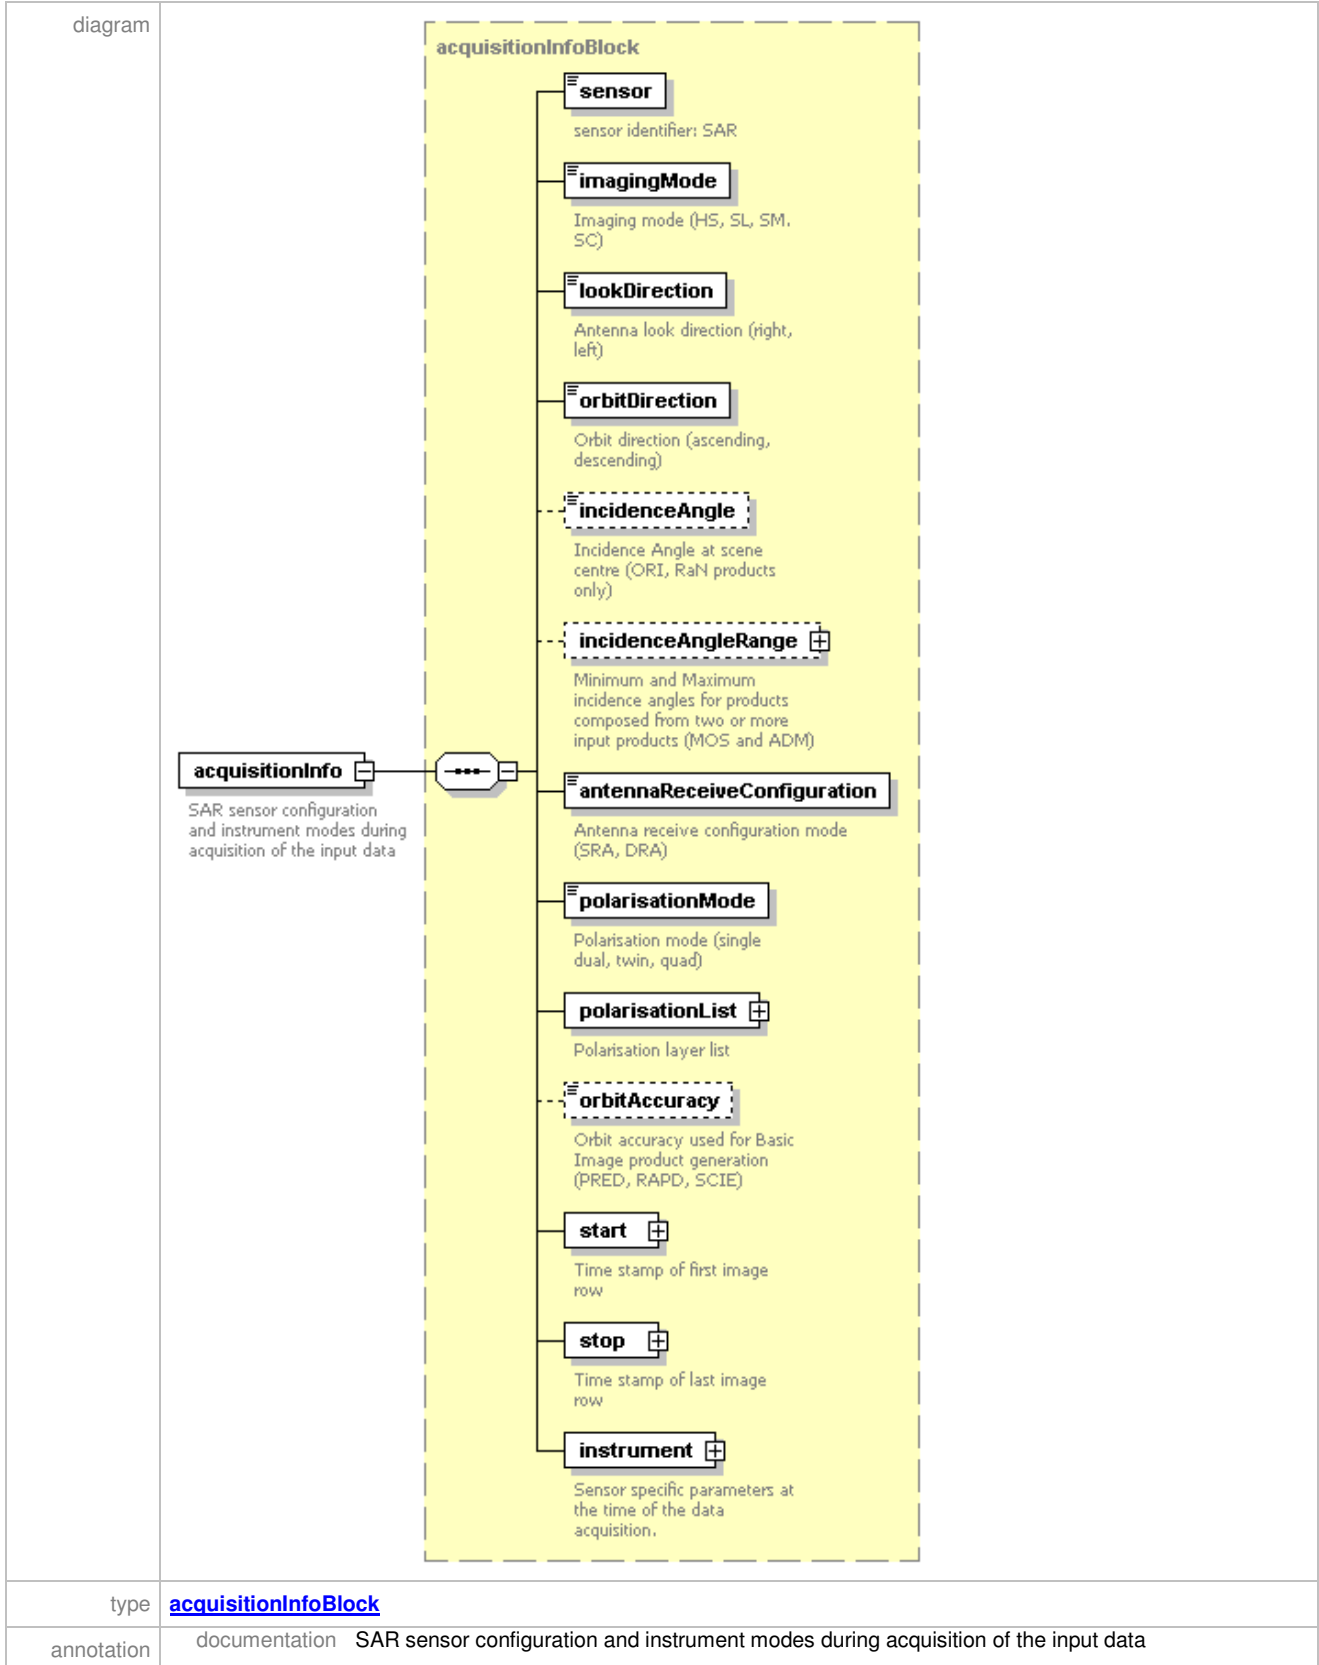 diagram
acquisitionInfoBlock
sensor
sensor identifier: SAR
imagingMode
Imaging mode (HS, SL, SM.
SC)
lookDirection
Antenna look direction (right,
left)
orbitDirection
Orbit direction (ascending,
descending)
incidenceAngle
Incidence Angle at scene
centre (ORI, RaN products
only)
incidenceAngleRange
Minimum and Maximum
incidence angles for products
composed from two or more
input products (MOS and ADM)
acquisitionInfo
SAR sensor configuration
and instrument modes during
acquisition of the input data
antennaReceiveConfiguration
Antenna receive configuration mode
(SRA, DRA)
polarisationMode
Polarisation mode (single
dual, twin, quad)
polarisationList
Polarisation layer list
orbitAccuracy
Orbit accuracy used for Basic
Image product generation
(PRED, RAPD, SCIE)
start
Time stamp of first image
row
stop
Time stamp of last image
row
instrument
Sensor specific parameters at
the time of the data
acquisition.
type acquisitionInfoBlock
annotation documentation SAR sensor configuration and instrument modes during acquisition of the input data